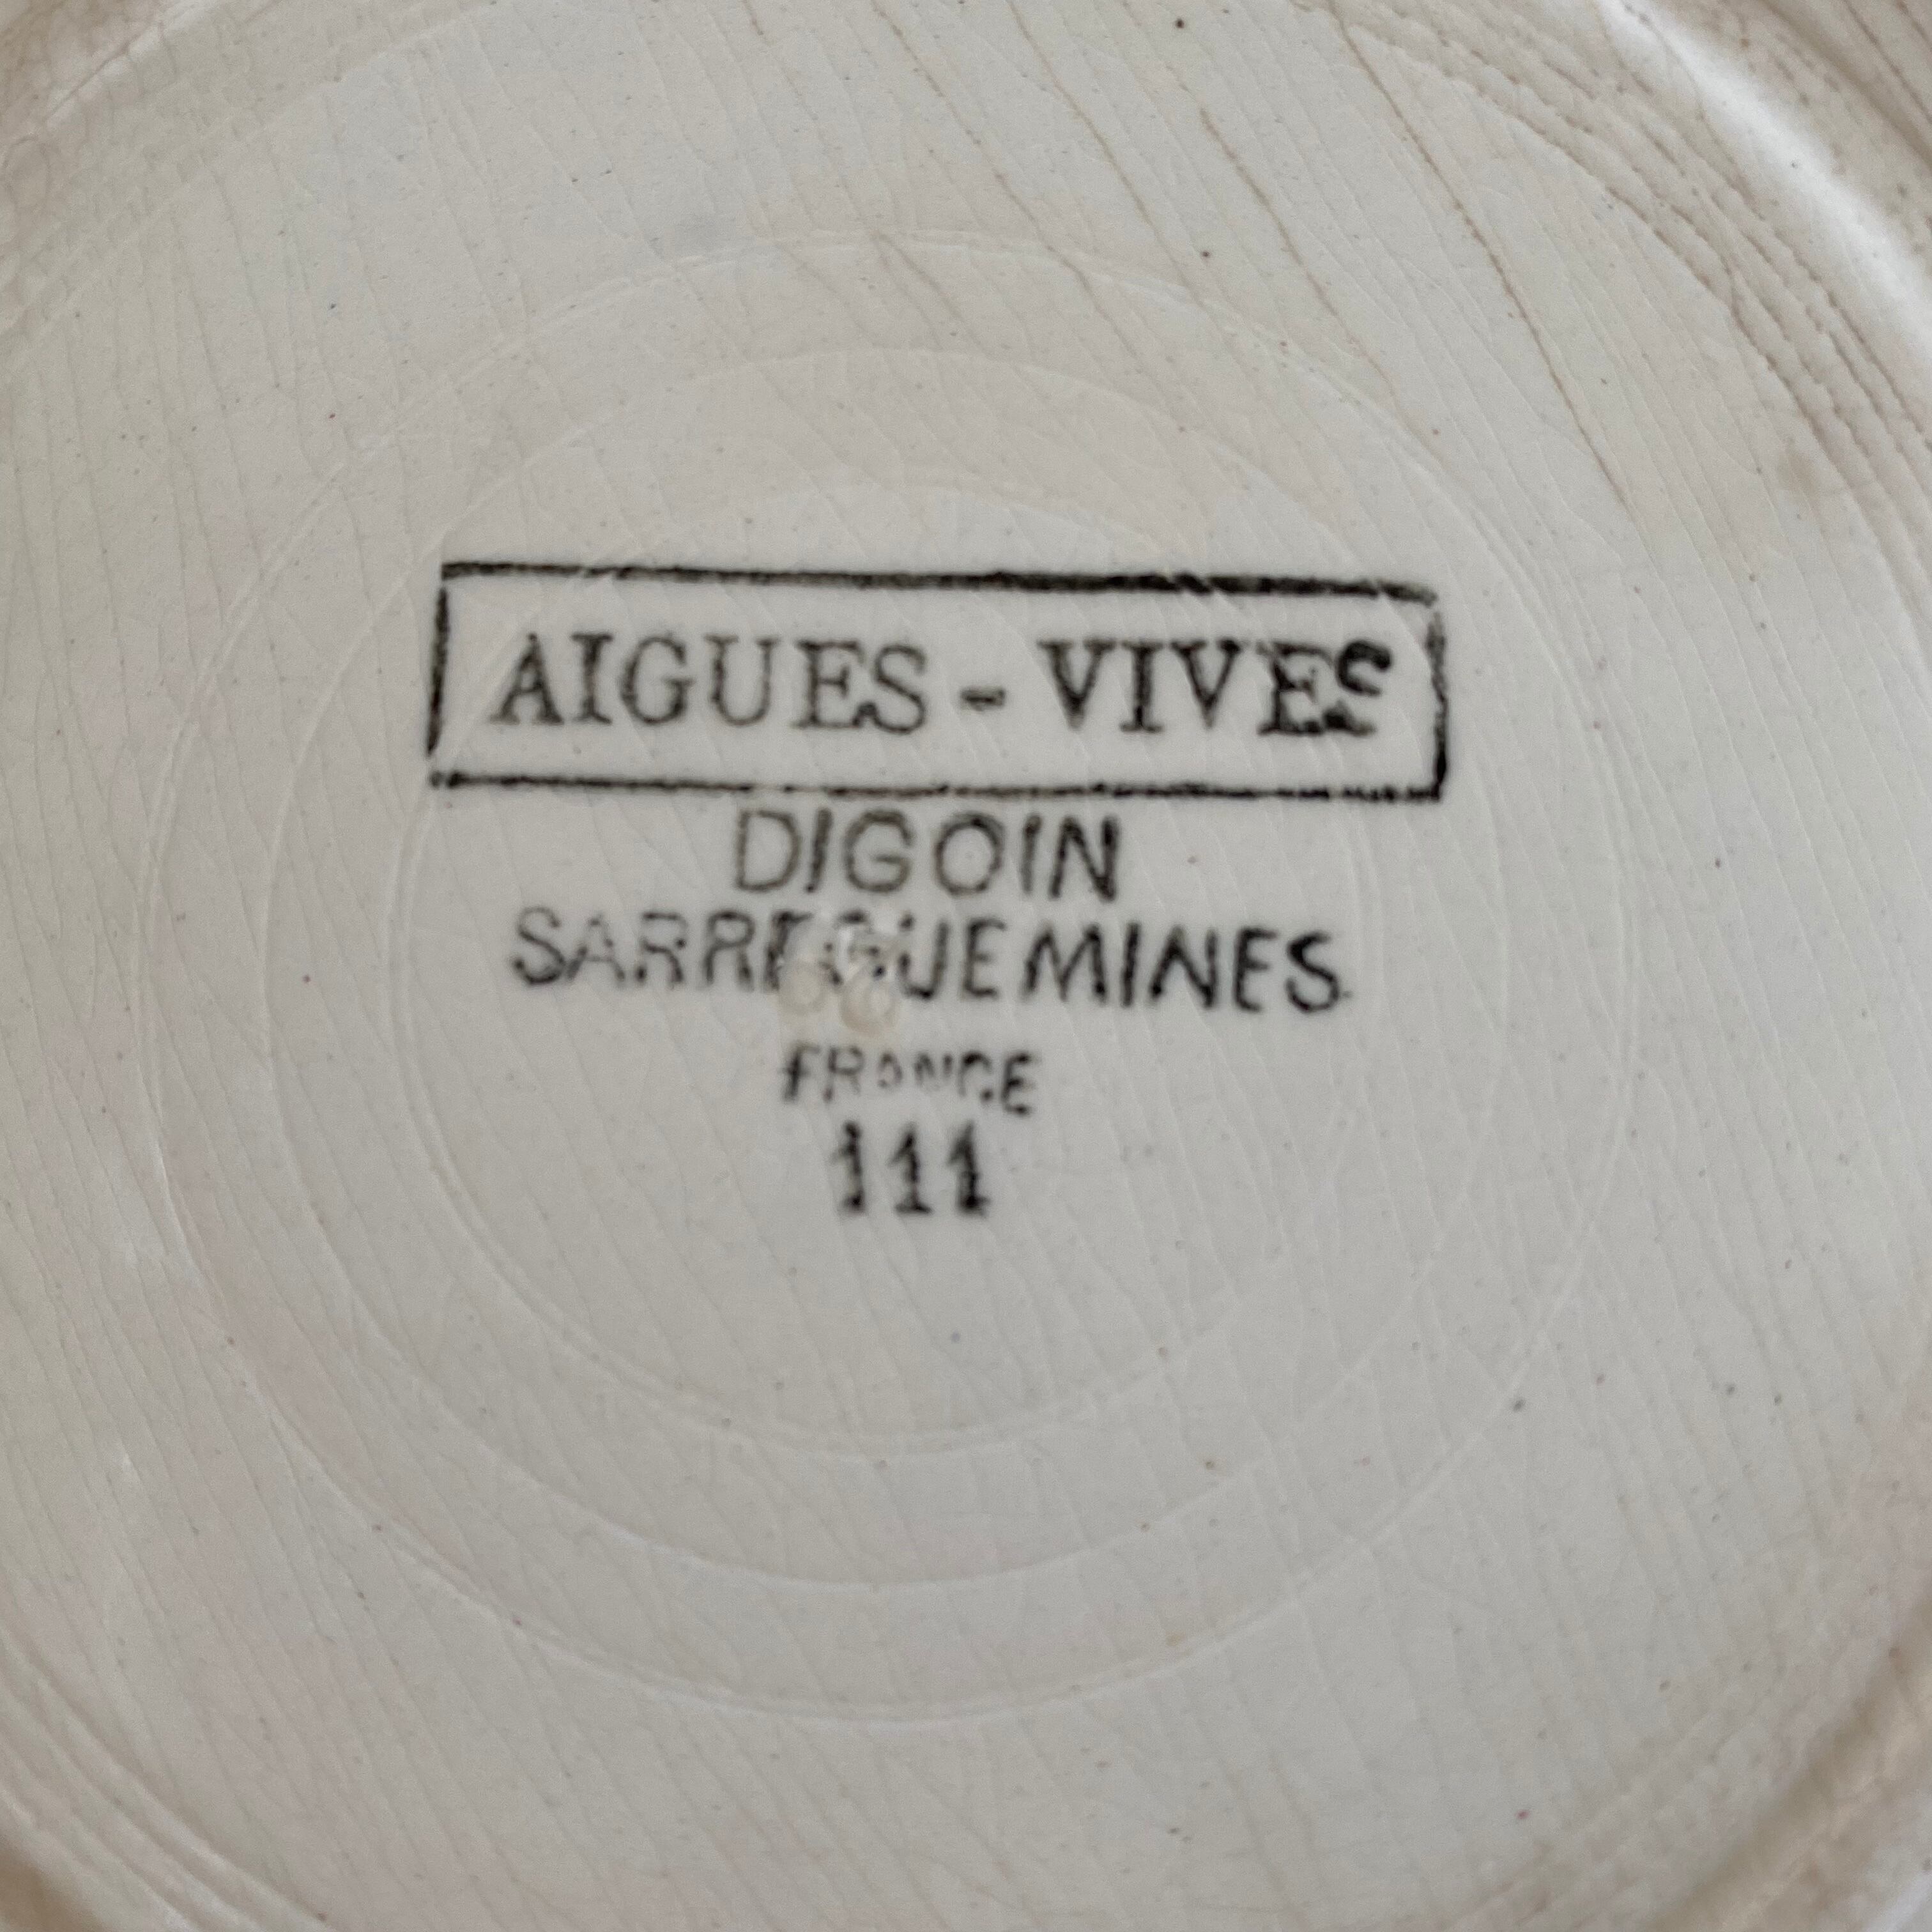 AIGUES - VIVES
DIGOIN
SARREGUEMINES
FRANCE
111